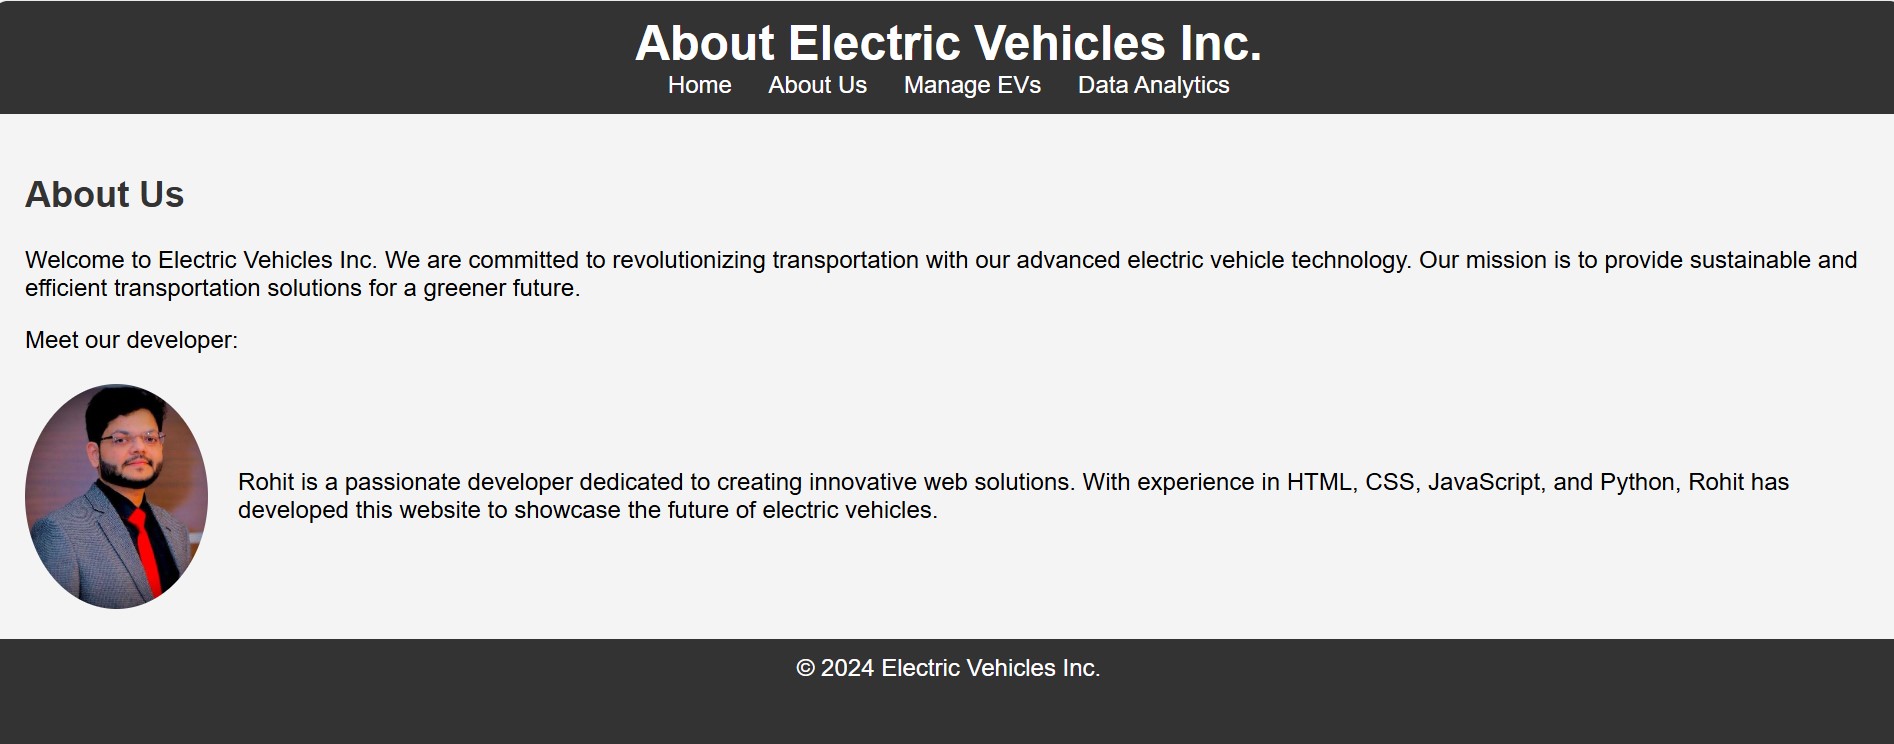 About Electric Vehicles Inc.
Home About Us Manage EVs Data Analytics
About Us
Welcome to Electric Vehicles Inc. We are committed to revolutionizing transportation with our advanced electric vehicle technology. Our mission is to provide sustainable and
efficient transportation solutions for a greener future.
Meet our developer:
Rohit is a passionate developer dedicated to creating innovative web solutions. With experience in HTML, CSS, JavaScript, and Python, Rohit has
developed this website to showcase the future of electric vehicles.
© 2024 Electric Vehicles Inc.